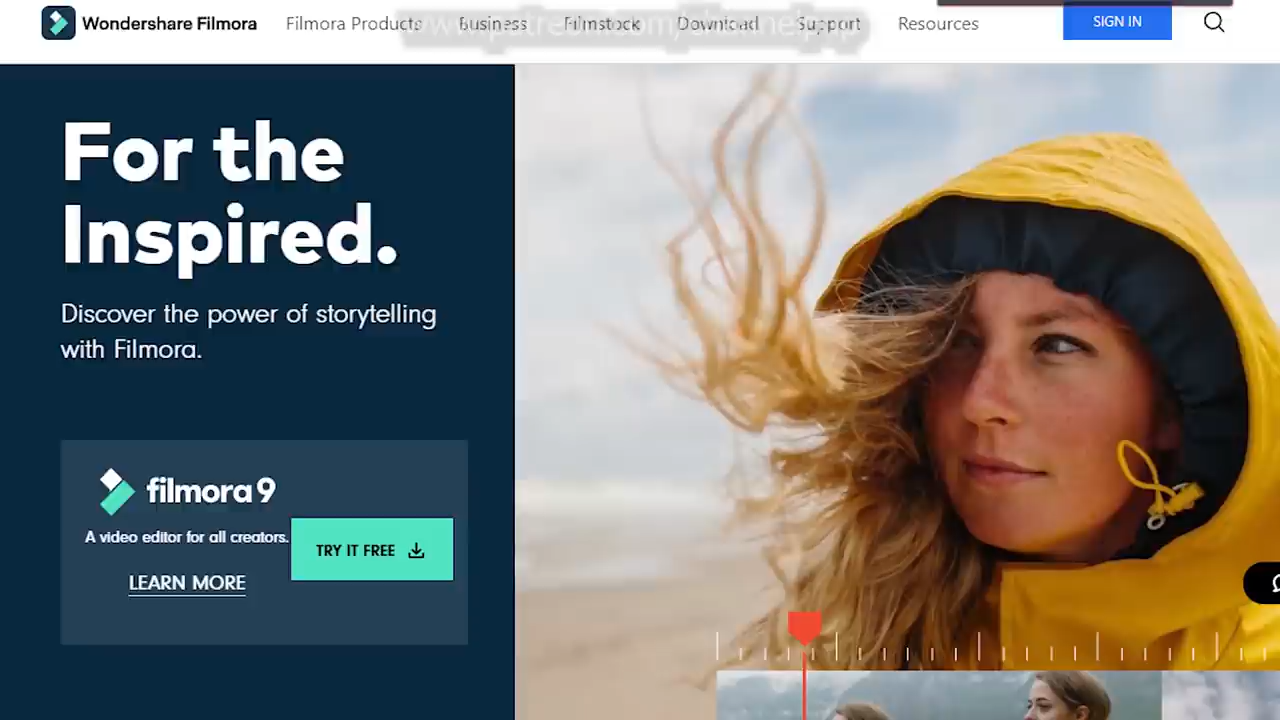 Wondershare Filmora
Filmora Products Business Filmstock Download Support Resources
SIGN IN
For the
Inspired.
Discover the power of storytelling
with Filmora.
filmora9
A video editor for all creators.
TRY IT FREE
LEARN MORE